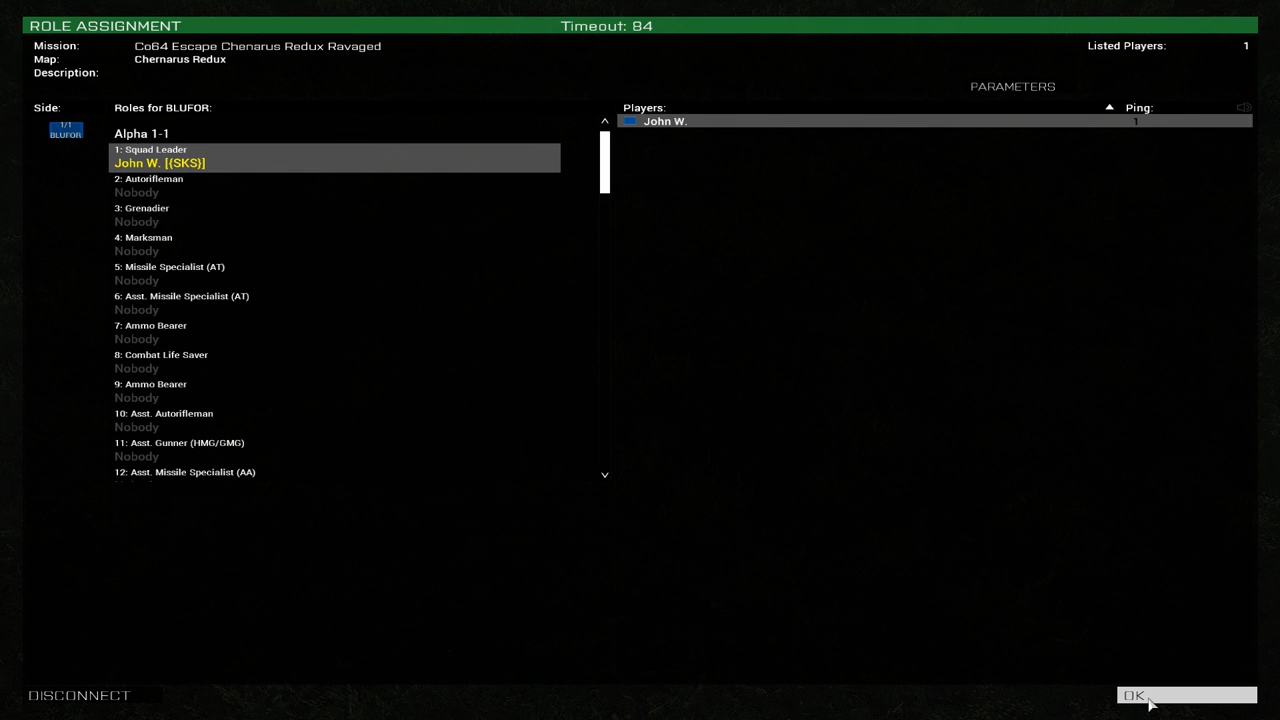 ROLE ASSIGNMENT
Timeout: 84
Mission: Co64 Escape Chenarus Redux Ravaged
Listed Players: 1
Map: Chernarus Redux
Description:
PARAMETERS
Side:
Roles for BLUFOR:
Players:
Ping:
1/1
BLUFOR
John W.
1
Alpha 1-1
1: Squad Leader
John W. [{SKS}]
2: Autorifleman
Nobody
3: Grenadier
Nobody
4: Marksman
Nobody
5: Missile Specialist (AT)
Nobody
6: Asst. Missile Specialist (AT)
Nobody
7: Ammo Bearer
Nobody
8: Combat Life Saver
Nobody
9: Ammo Bearer
Nobody
10: Asst. Autorifleman
Nobody
11: Asst. Gunner (HMG/GMG)
Nobody
12: Asst. Missile Specialist (AA)
DISCONNECT
OK